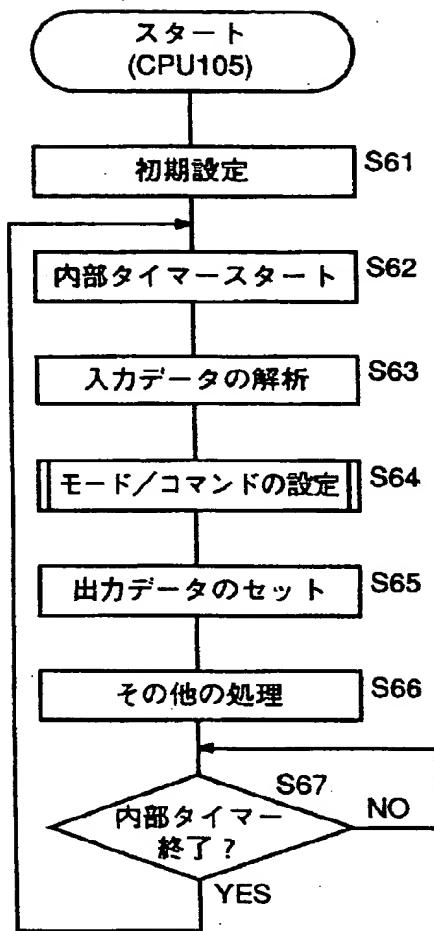 スタート
(CPU105)
初期設定
S61
内部タイマースタート
S62
入力データの解析
S63
モード/コマンドの設定
S64
出力データのセット
S65
その他の処理
S66
S67
内部タイマー
終了?
NO
YES